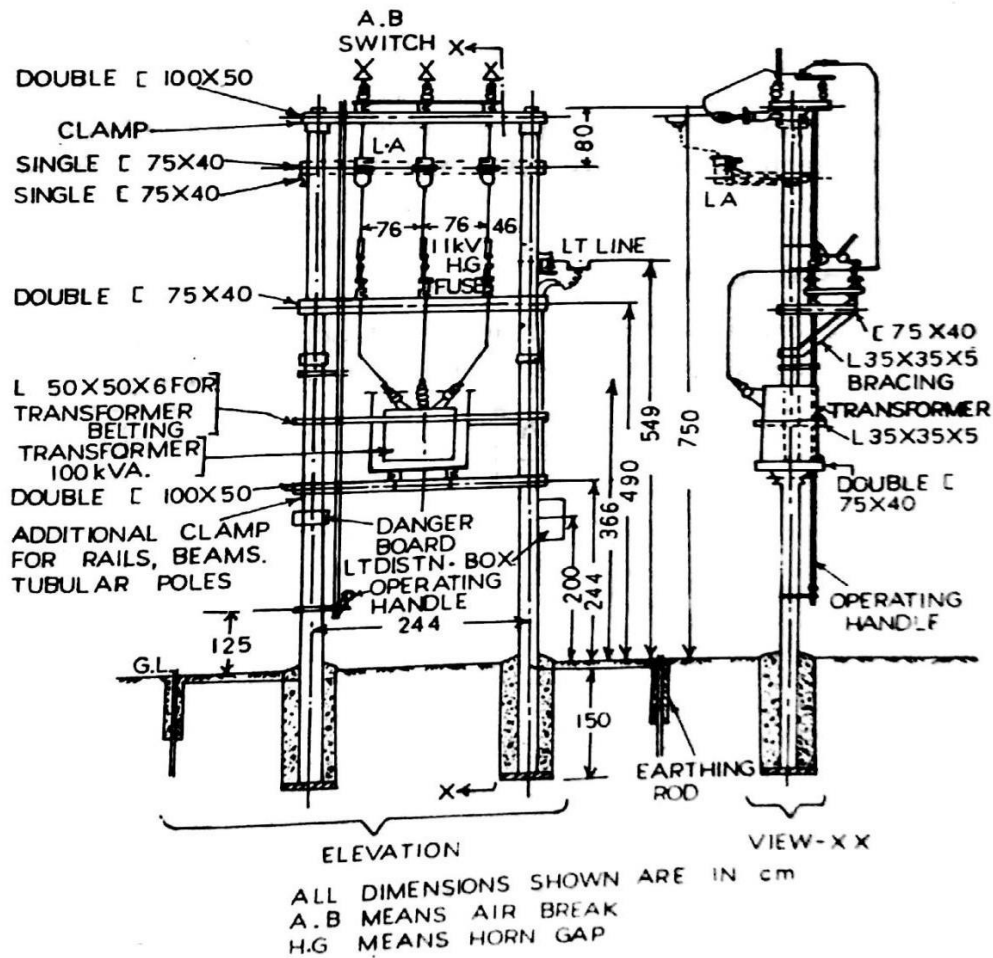 A.B
SWITCH
X
DOUBLE [ 100X50
CLAMP
SINGLE [ 75X40
SINGLE [ 75X40
L.A
80
76
76
46
11kV
H.G
FUSE
LT LINE
LA
DOUBLE [ 75X40
[ 75X40
L35X35X5
BRACING
TRANSFORMER
L35X35X5
DOUBLE [
75X40
L 50X50X6 FOR
TRANSFORMER
BELTING
TRANSFORMER
100kVA.
DOUBLE [ 100X50
ADDITIONAL CLAMP
FOR RAILS, BEAMS.
TUBULAR POLES
DANGER
BOARD
LT DISTN. BOX
OPERATING
HANDLE
200
244
366
490
549
750
OPERATING
HANDLE
125
244
G.L.
150
EARTHING
ROD
X
ELEVATION
VIEW-XX
ALL DIMENSIONS SHOWN ARE IN cm
A.B MEANS AIR BREAK
H.G MEANS HORN GAP